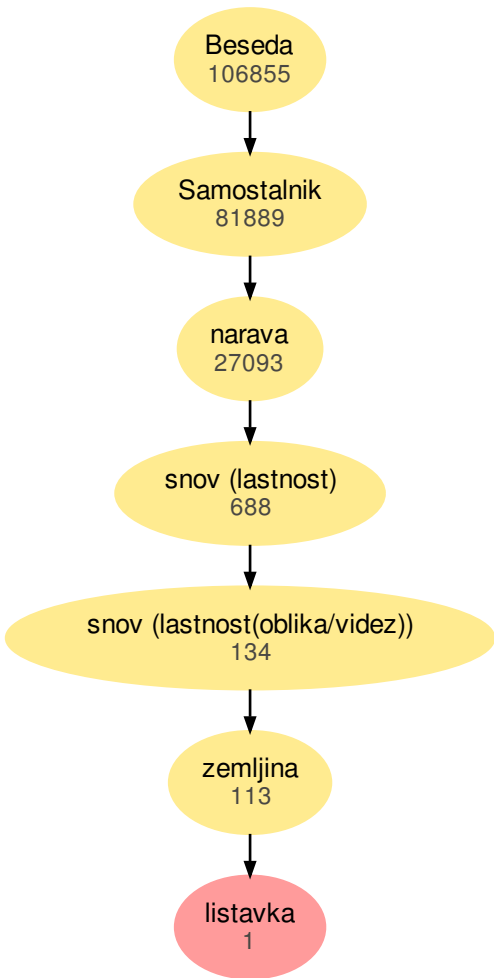 Beseda
106855
Samostalnik
81889
narava
27093
snov (lastnost)
688
snov (lastnost(oblika/videz))
134
zemljina
113
listavka
1